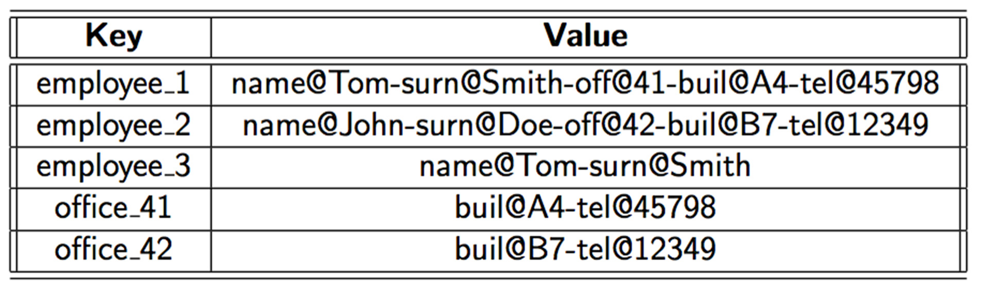 Key Value
employee_1 name@Tom-surn@Smith-off@41-buil@A4-tel@45798
employee_2 name@John-surn@Doe-off@42-buil@B7-tel@12349
employee_3 name@Tom-surn@Smith
office_41 buil@A4-tel@45798
office_42 buil@B7-tel@12349